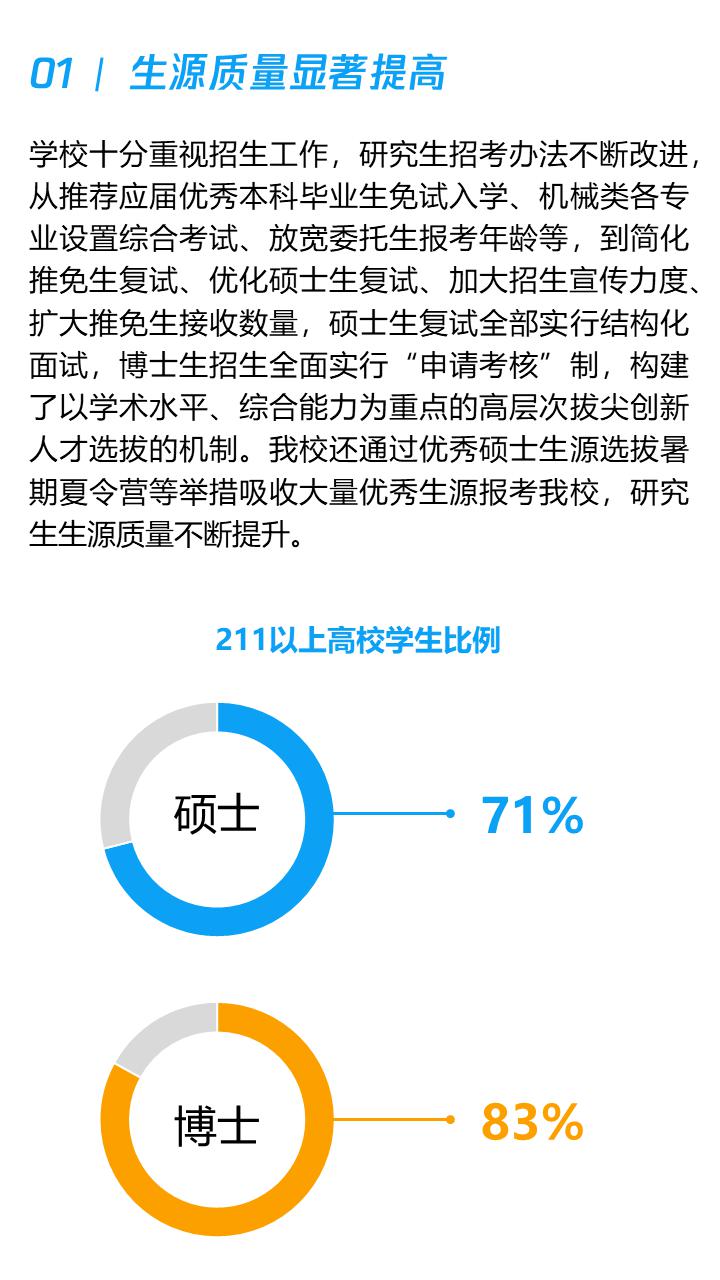 01 | 生源质量显著提高
学校十分重视招生工作，研究生招考办法不断改进，
从推荐应届优秀本科毕业生免试入学、机械类各专
业设置综合考试、放宽委托生报考年龄等，到简化
推免生复试、优化硕士生复试、加大招生宣传力度、
扩大推免生接收数量，硕士生复试全部实行结构化
面试，博士生招生全面实行“申请考核”制，构建
了以学术水平、综合能力为重点的高层次拔尖创新
人才选拔的机制。我校还通过优秀硕士生源选拔暑
期夏令营等举措吸收大量优秀生源报考我校，研究
生生源质量不断提升。
211以上高校学生比例
硕士
71%
博士
83%